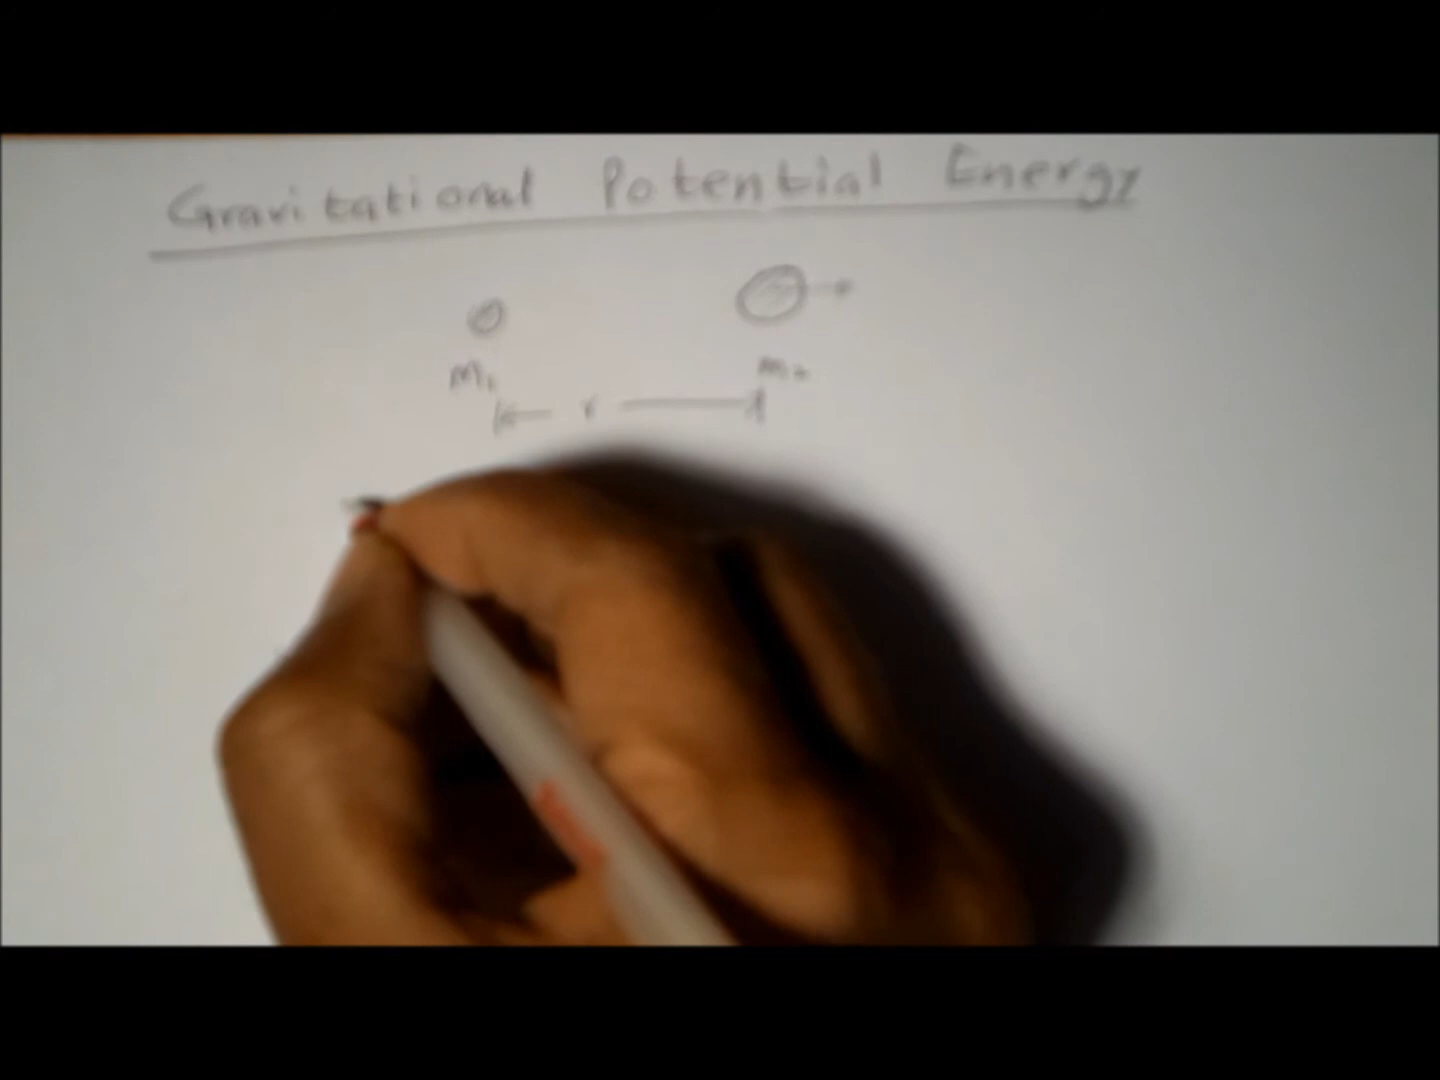 Gravitational Potential Energy
m₁ m₂
r